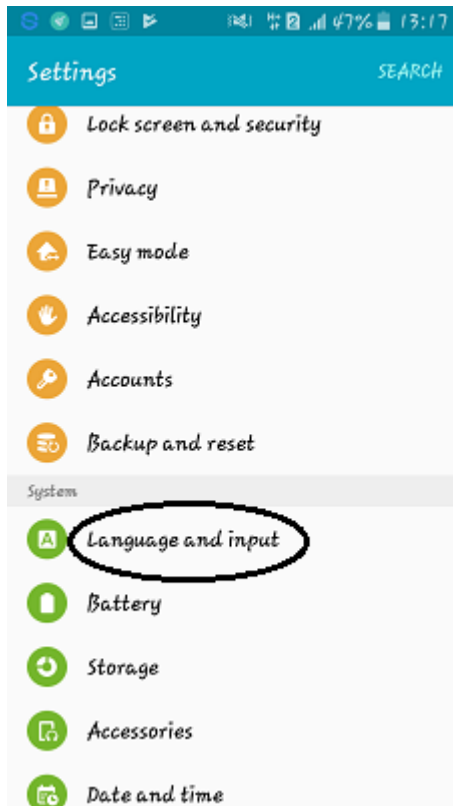 47% 13:17
Settings SEARCH
Lock screen and security
Privacy
Easy mode
Accessibility
Accounts
Backup and reset
System
Language and input
Battery
Storage
Accessories
Date and time